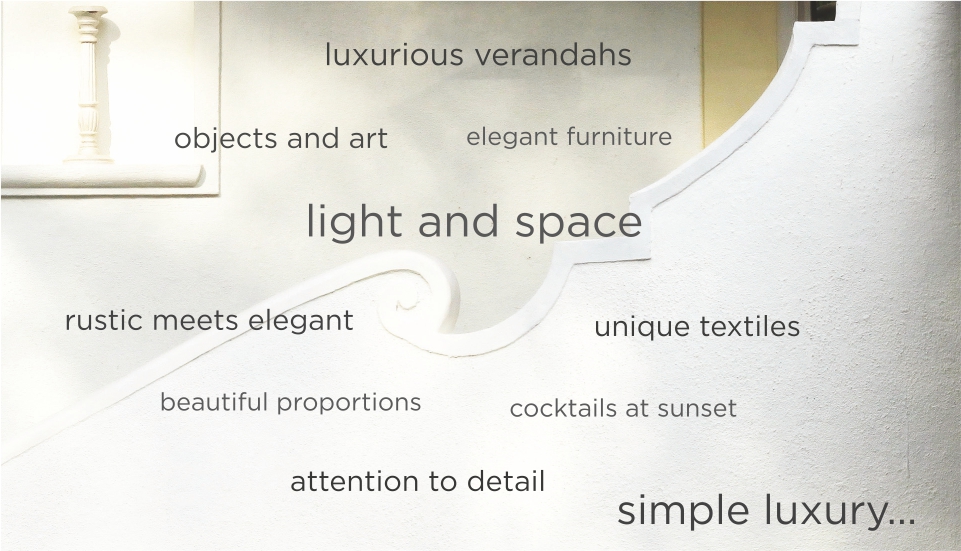 luxurious verandahs
objects and art
elegant furniture
light and space
rustic meets elegant
unique textiles
beautiful proportions
cocktails at sunset
attention to detail
simple luxury...